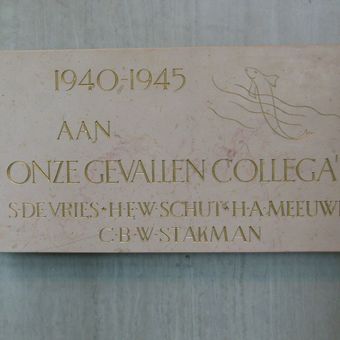 1940-1945
AAN
ONZE GEVALLEN COLLEGA'
S·DE VRIES·H·F·W·SCHUT·H·A·MEEUW
C·B·W·STAKMAN